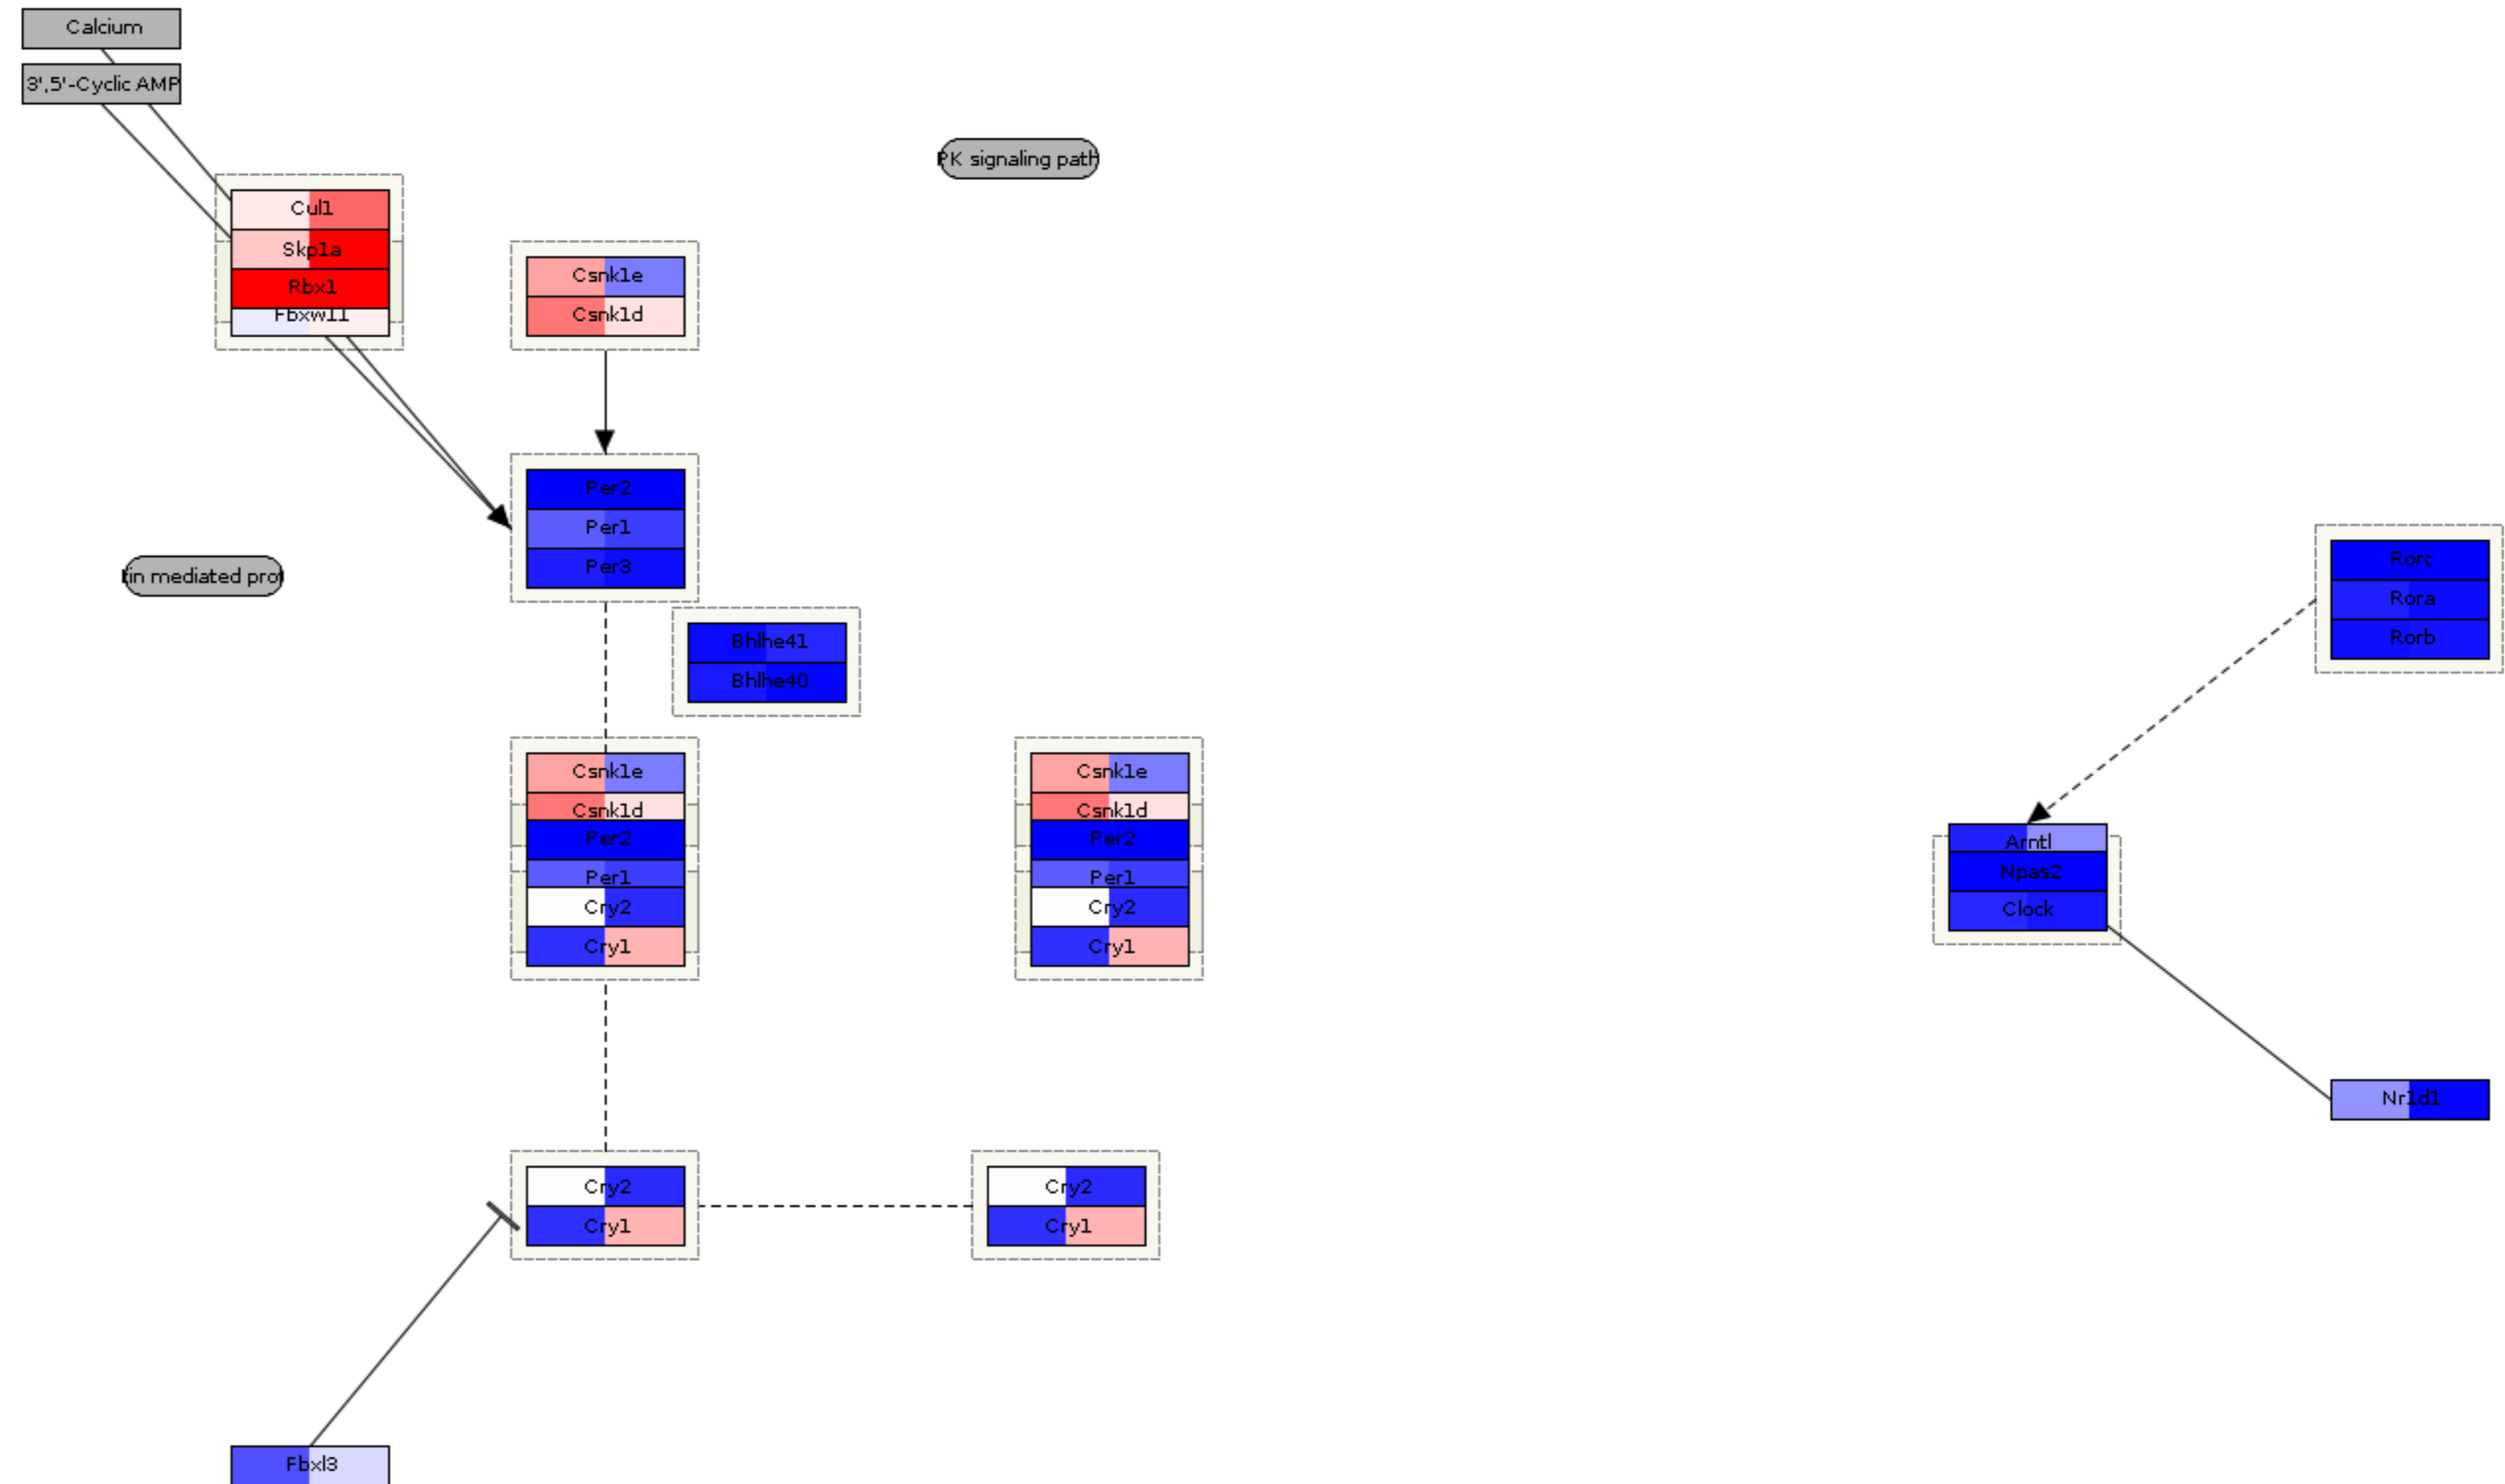 Calcium
3',5'-Cyclic AMP
PK signaling path
Cul1
Skp1a
Rbx1
Fbxw11
Csnk1e
Csnk1d
Per2
Per1
Per3
in mediated pro
Bhlhe41
Bhlhe40
Rorc
Rora
Rorb
Csnk1e
Csnk1d
Per2
Per1
Cry2
Cry1
Csnk1e
Csnk1d
Per2
Per1
Cry2
Cry1
Arntl
Npas2
Clock
Nr1d1
Cry2
Cry1
Cry2
Cry1
Fbxl3